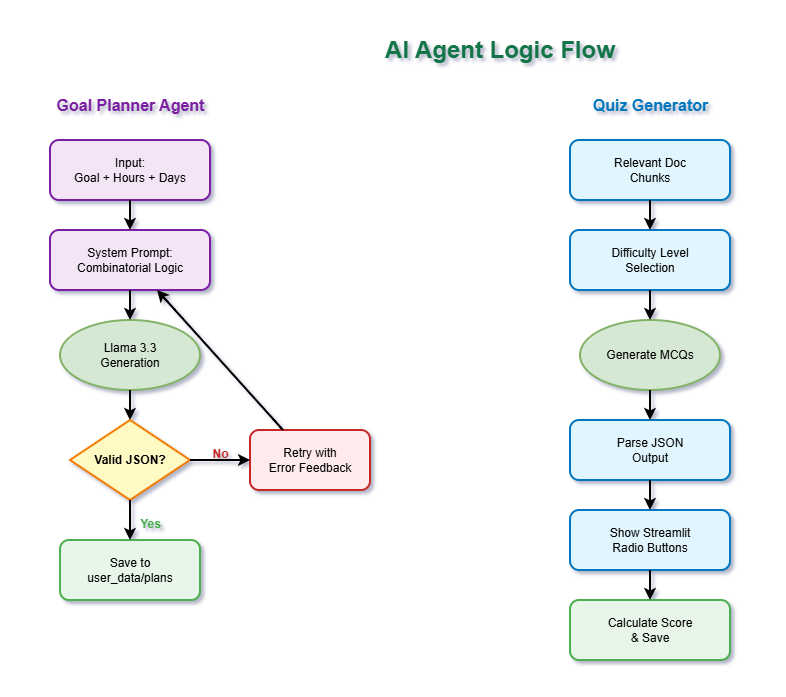 AI Agent Logic Flow
Goal Planner Agent
Input:
Goal + Hours + Days
System Prompt:
Combinatorial Logic
Llama 3.3
Generation
Valid JSON?
No
Retry with
Error Feedback
Yes
Save to
user_data/plans
Quiz Generator
Relevant Doc
Chunks
Difficulty Level
Selection
Generate MCQs
Parse JSON
Output
Show Streamlit
Radio Buttons
Calculate Score
& Save